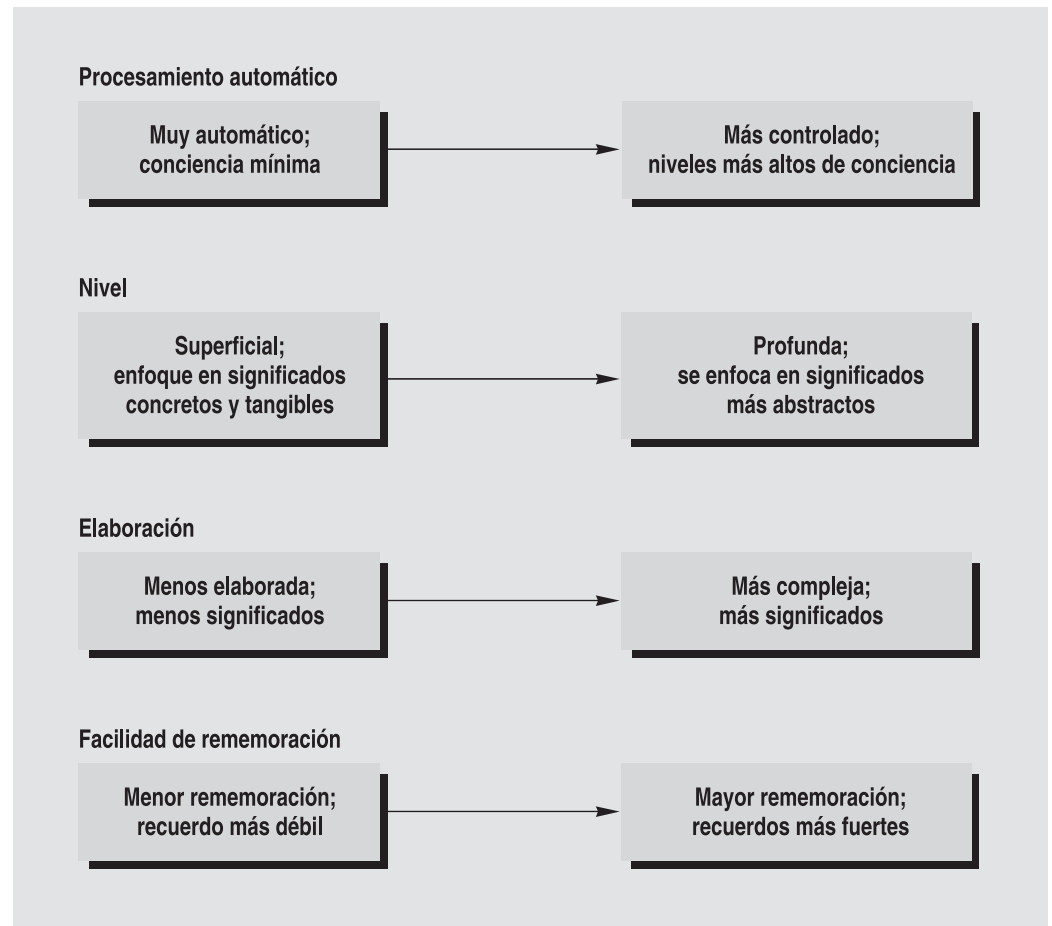 Procesamiento automático
Muy automático;
conciencia mínima
Más controlado;
niveles más altos de conciencia
Nivel
Superficial;
enfoque en significados
concretos y tangibles
Profunda;
se enfoca en significados
más abstractos
Elaboración
Menos elaborada;
menos significados
Más compleja;
más significados
Facilidad de rememoración
Menor rememoración;
recuerdo más débil
Mayor rememoración;
recuerdos más fuertes